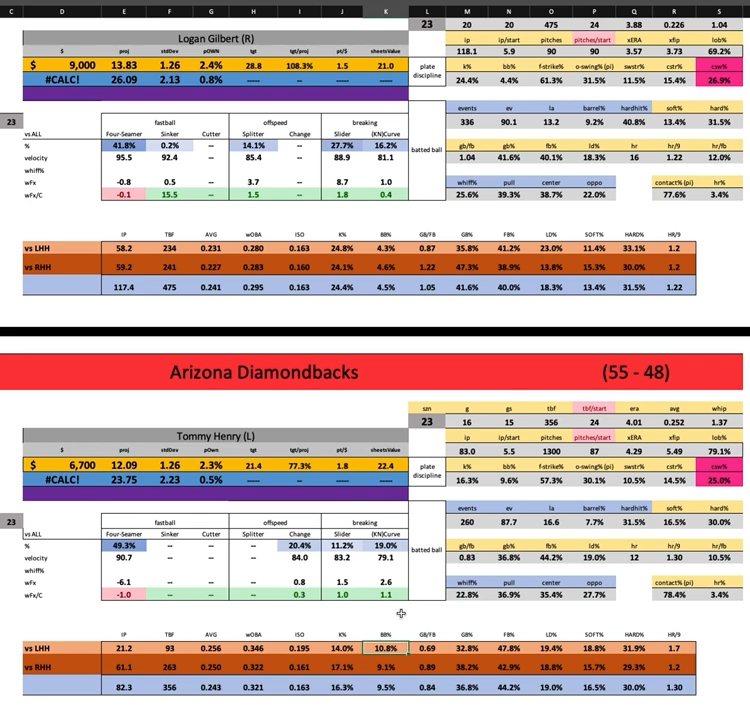 C D E F G H I J K L M N O P Q R S
23 20 20 475 24 3.88 0.226 1.04
Logan Gilbert (R) ip ip/start pitches pitches/start xERA xfip lob%
118.1 5.9 90 90 3.57 3.73 69.2%
$ proj stdDev pOWN tgt tgt/proj pt/$ sheetsValue
$ 9,000 13.83 1.26 2.4% 28.8 108.3% 1.5 21.0 plate discipline k% bb% f-strike% o-swing% (pi) swstr% cstr% csw%
#CALC! 26.09 2.13 0.8% ---- -- ---- ---- 24.4% 4.4% 61.3% 31.5% 11.5% 15.4% 26.9%
events ev la barrel% hardhit% soft% hard%
23 fastball offspeed breaking 336 90.1 13.2 9.2% 40.8% 13.4% 31.5%
vs ALL Four-Seamer Sinker Cutter Splitter Change Slider (KN)Curve
% 41.8% 0.2% -- 14.1% -- 27.7% 16.2% batted ball gb/fb gb% fb% ld% hr hr/9 hr/fb
velocity 95.5 92.4 -- 85.4 -- 88.9 81.1 1.04 41.6% 40.1% 18.3% 16 1.22 12.0%
whiff%
wFx -0.8 0.5 3.7 8.7 1.0 whiff% pull center oppo contact% (pi) hr%
wFx/C -0.1 15.5 -- 1.5 -- 1.8 0.4 25.6% 39.3% 38.7% 22.0% 77.6% 3.4%
IP TBF AVG wOBA ISO K% BB% GB/FB GB% FB% LD% SOFT% HARD% HR/9
vs LHH 58.2 234 0.231 0.280 0.163 24.8% 4.3% 0.87 35.8% 41.2% 23.0% 11.4% 33.1% 1.2
vs RHH 59.2 241 0.227 0.283 0.160 24.1% 4.6% 1.22 47.3% 38.9% 13.8% 15.3% 30.0% 1.2
117.4 475 0.241 0.295 0.163 24.4% 4.5% 1.05 41.6% 40.0% 18.3% 13.4% 31.5% 1.22
Arizona Diamondbacks (55 - 48)
szn g gs tbf tbf/start era avg whip
23 16 15 356 24 4.01 0.252 1.37
Tommy Henry (L) ip ip/start pitches pitches/start xERA xfip lob%
83.0 5.5 1300 87 4.29 5.49 79.1%
$ proj stdDev pOwn tgt tgt/proj pt/$ sheetsValue
$ 6,700 12.09 1.26 2.3% 21.4 77.3% 1.8 22.4 plate discipline k% bb% f-strike% o-swing% (pi) swstr% cstr% csw%
#CALC! 23.75 2.23 0.5% ---- -- ---- ---- 16.3% 9.6% 57.3% 30.1% 10.5% 14.5% 25.0%
events ev la barrel% hardhit% soft% hard%
23 fastball offspeed breaking 260 87.7 16.6 7.7% 31.5% 16.5% 30.0%
vs ALL Four-Seamer Sinker Cutter Splitter Change Slider (KN)Curve
% 49.3% -- -- -- 20.4% 11.2% 19.0% batted ball gb/fb gb% fb% ld% hr hr/9 hr/fb
velocity 90.7 -- -- -- 84.0 83.2 79.1 0.83 36.8% 44.2% 19.0% 12 1.30 10.5%
whiff%
wFx -6.1 0.8 1.5 2.6 whiff% pull center oppo contact% (pi) hr%
wFx/C -1.0 -- -- -- 0.3 1.0 1.1 22.8% 36.9% 35.4% 27.7% 78.4% 3.4%
IP TBF AVG wOBA ISO K% BB% GB/FB GB% FB% LD% SOFT% HARD% HR/9
vs LHH 21.2 93 0.256 0.346 0.195 14.0% 10.8% 0.69 32.8% 47.8% 19.4% 18.8% 31.9% 1.7
vs RHH 61.1 263 0.250 0.322 0.161 17.1% 9.1% 0.89 38.2% 42.9% 18.8% 15.7% 29.3% 1.2
82.3 356 0.243 0.321 0.163 16.3% 9.5% 0.84 36.8% 44.2% 19.0% 16.5% 30.0% 1.30